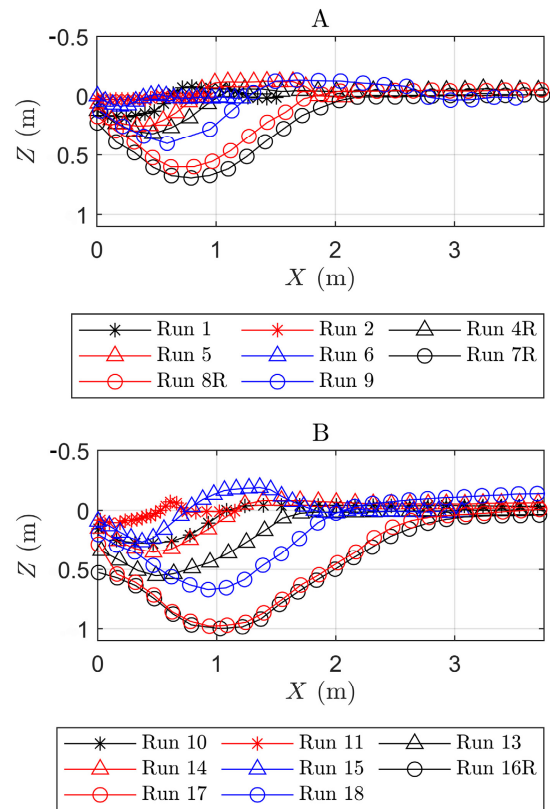 A
-0.5
0
0.5
1
Z (m)
0 1 2 3
X (m)
Run 1 Run 2 Run 4R
Run 5 Run 6 Run 7R
Run 8R Run 9
B
-0.5
0
0.5
1
Z (m)
0 1 2 3
X (m)
Run 10 Run 11 Run 13
Run 14 Run 15 Run 16R
Run 17 Run 18